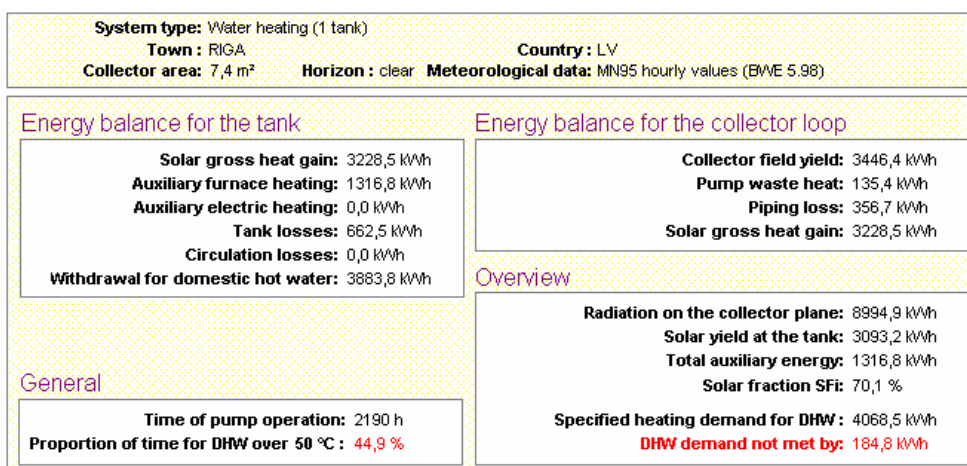 System type: Water heating (1 tank)
Town : RIGA Country : LV
Collector area: 7,4 m² Horizon : clear Meteorological data: MN95 hourly values (BWE 5.98)
Energy balance for the tank
Solar gross heat gain: 3228,5 kWh
Auxiliary furnace heating: 1316,8 kWh
Auxiliary electric heating: 0,0 kWh
Tank losses: 662,5 kWh
Circulation losses: 0,0 kWh
Withdrawal for domestic hot water: 3883,8 kWh
General
Time of pump operation: 2190 h
Proportion of time for DHW over 50 °C : 44,9 %
Energy balance for the collector loop
Collector field yield: 3446,4 kWh
Pump waste heat: 135,4 kWh
Piping loss: 356,7 kWh
Solar gross heat gain: 3228,5 kWh
Overview
Radiation on the collector plane: 8994,9 kWh
Solar yield at the tank: 3093,2 kWh
Total auxiliary energy: 1316,8 kWh
Solar fraction SFi: 70,1 %
Specified heating demand for DHW : 4068,5 kWh
DHW demand not met by: 184,8 kWh